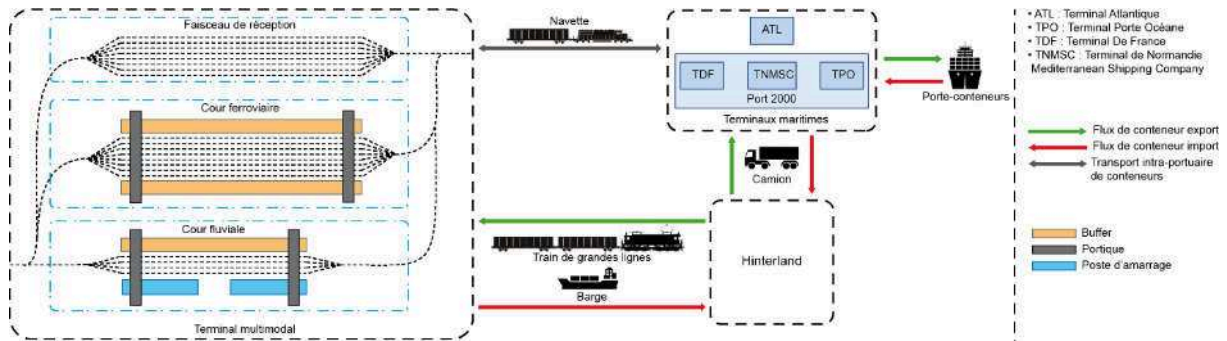 Faisceau de réction
Cour ferroviaire
Cour fluviale
Terminal multimodal
Navette
ATL
TDF
TNMSC
TPO
Port 2000
Terminaux maritimes
Porte-conteneurs
Camion
Train de grandes lignes
Barge
Hinterland
• ATL : Terminal Atlantique
• TPO : Terminal Porte Océane
• TDF : Terminal De France
• TNMSC : Terminal de Normandie
Mediterranean Shipping Company
Flux de conteneur export
Flux de conteneur import
Transport intra-portuaire
de conteneurs
Buffer
Portique
Poste d'amarrage